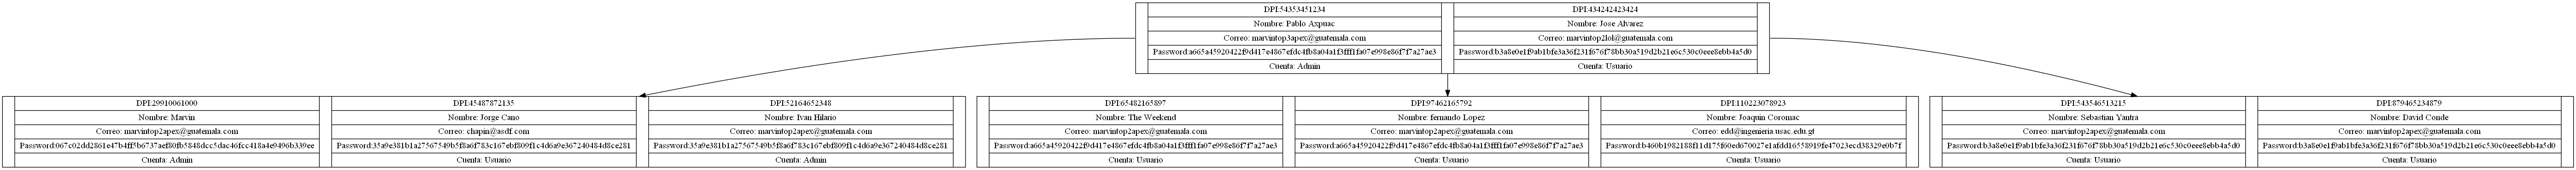 DPI:54353451234
Nombre: Pablo Axpuac
Correo: marvintop3apex@guatemala.com
Password:a665a45920422f9d417e4867efdc4fb8a04a1f3fff1fa07e998e86f7f7a27ae3
Cuenta: Admin
DPI:434242423424
Nombre: Jose Alvarez
Correo: marvintop2lol@guatemala.com
Password:b3a8e0e1f9ab1bfe3a36f231f676f78bb30a519d2b21e6c530c0eee8ebb4a5d0
Cuenta: Usuario
DPI:29910061000
Nombre: Marvin
Correo: marvintop2apex@guatemala.com
Password:067c02dd2861e47b4ff5b6737aef80fb5848dcc5dac46fcc418a4e9496b339ee
Cuenta: Admin
DPI:45487872135
Nombre: Jorge Cano
Correo: chapin@asdf.com
Password:35a9e381b1a27567549b5f8a6f783c167ebf809f1c4d6a9e367240484d8ce281
Cuenta: Usuario
DPI:52164652348
Nombre: Ivan Hilario
Correo: marvintop2apex@guatemala.com
Password:35a9e381b1a27567549b5f8a6f783c167ebf809f1c4d6a9e367240484d8ce281
Cuenta: Admin
DPI:65482165897
Nombre: The Weekend
Correo: marvintop2apex@guatemala.com
Password:a665a45920422f9d417e4867efdc4fb8a04a1f3fff1fa07e998e86f7f7a27ae3
Cuenta: Usuario
DPI:97462165792
Nombre: fernando Lopez
Correo: marvintop2apex@guatemala.com
Password:a665a45920422f9d417e4867efdc4fb8a04a1f3fff1fa07e998e86f7f7a27ae3
Cuenta: Usuario
DPI:110223078923
Nombre: Joaquin Coromac
Correo: edd@ingenieria.usac.edu.gt
Password:b460b1982188f11d175f60ed670027e1afdd16558919fe47023ecd38329e0b7f
Cuenta: Usuario
DPI:543546513215
Nombre: Sebastian Yantra
Correo: marvintop2apex@guatemala.com
Password:b3a8e0e1f9ab1bfe3a36f231f676f78bb30a519d2b21e6c530c0eee8ebb4a5d0
Cuenta: Usuario
DPI:879465234879
Nombre: David Conde
Correo: marvintop2apex@guatemala.com
Password:b3a8e0e1f9ab1bfe3a36f231f676f78bb30a519d2b21e6c530c0eee8ebb4a5d0
Cuenta: Usuario